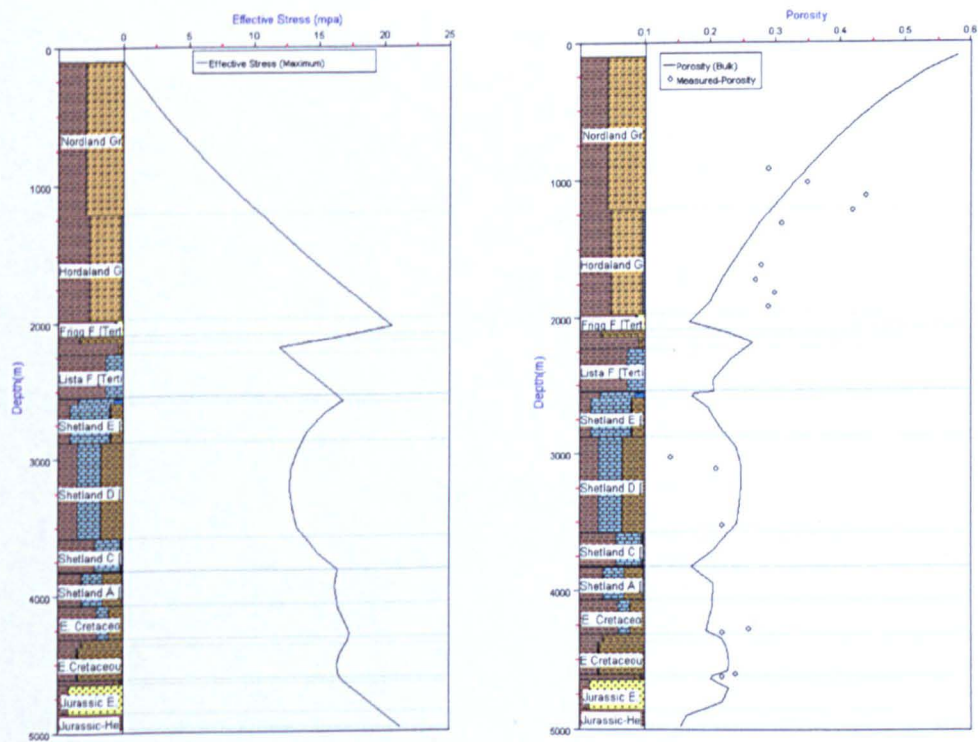 Effective Stress (mpa)
0 5 10 15 20 25
Effective Stress (Maximum)
Depth(m)
0
1000
2000
3000
4000
5000
Nordland Gr
Hordaland G
Frigg F [Tert
Lista F [Terti
Shetland E [
Shetland D [
Shetland C [
Shetland A [
E. Cretaceo
E.Cretaceou
Jurassic E.
Jurassic-He
Porosity
0.1 0.2 0.3 0.4 0.5 0.6
Porosity (Bulk)
Measured-Porosity
Depth(m)
0
1000
2000
3000
4000
5000
Nordland Gr
Hordaland G
Frigg F [Tert
Lista F [Terti
Shetland E [
Shetland D [
Shetland C [
Shetland A [
E. Cretaceo
E.Cretaceou
Jurassic E.
Jurassic-He